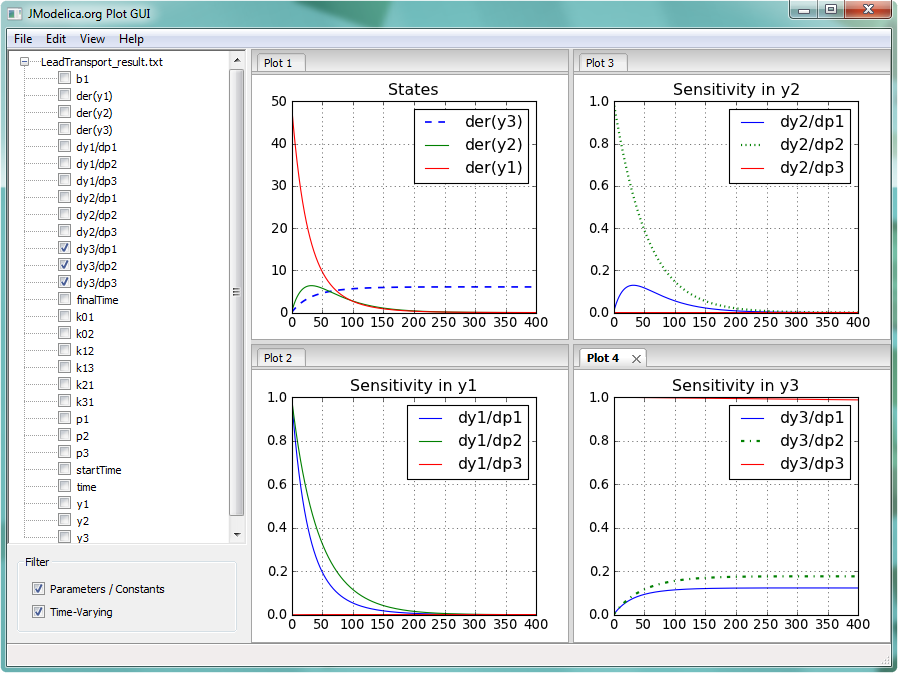 JModelica.org Plot GUI
File Edit View Help
LeadTransport_result.txt
b1
der(y1)
der(y2)
der(y3)
dy1/dp1
dy1/dp2
dy1/dp3
dy2/dp1
dy2/dp2
dy2/dp3
dy3/dp1
dy3/dp2
dy3/dp3
finalTime
k01
k02
k12
k13
k21
k31
p1
p2
p3
startTime
time
y1
y2
y3
Filter
Parameters / Constants
Time-Varying
Plot 1
States
50
40
30
20
10
0
0 50 100 150 200 250 300 350 400
der(y3)
der(y2)
der(y1)
Plot 3
Sensitivity in y2
1.0
0.8
0.6
0.4
0.2
0.0
0 50 100 150 200 250 300 350 400
dy2/dp1
dy2/dp2
dy2/dp3
Plot 2
Sensitivity in y1
1.0
0.8
0.6
0.4
0.2
0.0
0 50 100 150 200 250 300 350 400
dy1/dp1
dy1/dp2
dy1/dp3
Plot 4
Sensitivity in y3
1.0
0.8
0.6
0.4
0.2
0.0
0 50 100 150 200 250 300 350 400
dy3/dp1
dy3/dp2
dy3/dp3